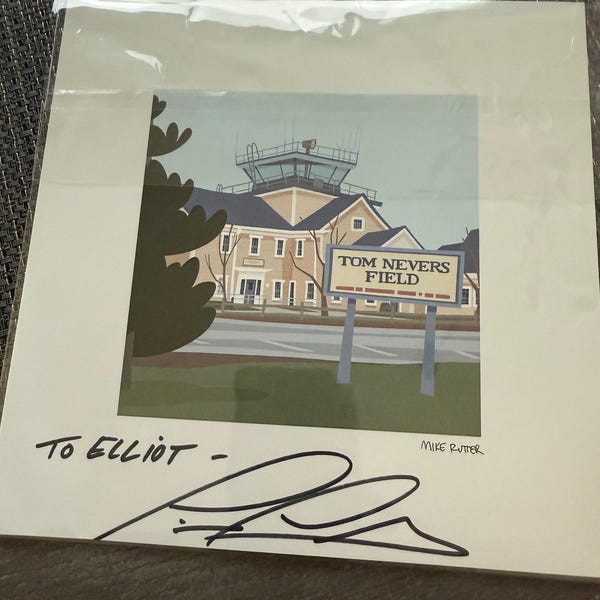 TOM NEVERS
FIELD
MIKE RUTTER
TO ELLIOT -